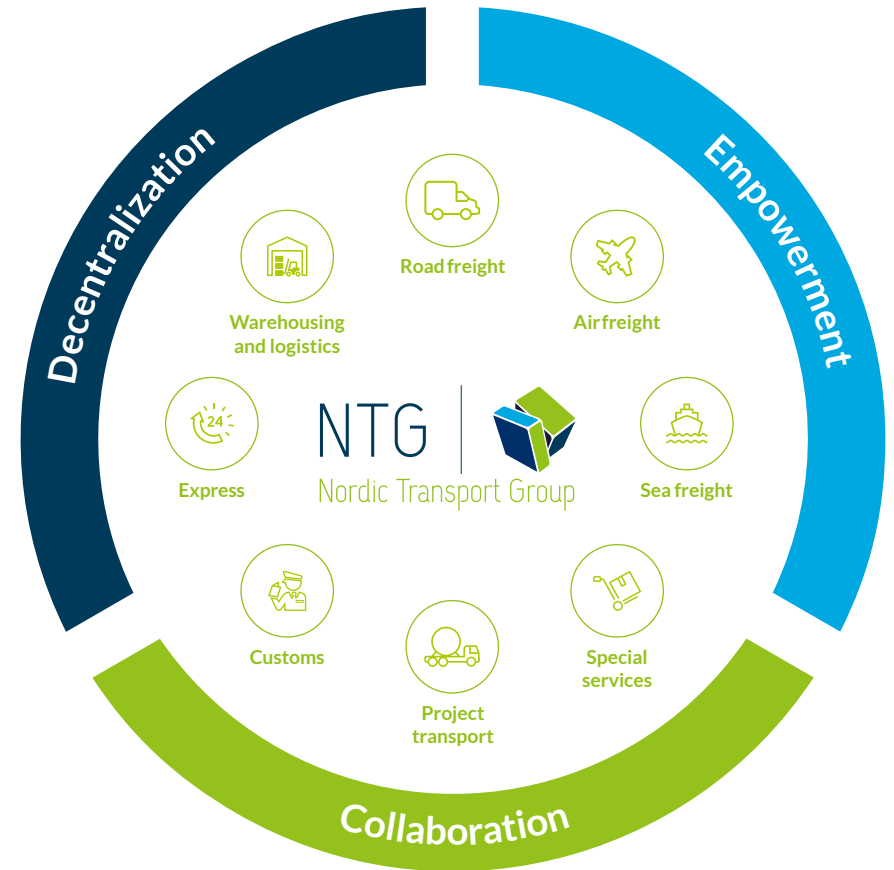 Decentralization
Empowerment
Road freight
Airfreight
Warehousing
and logistics
NTG
Nordic Transport Group
24
Express
Sea freight
Customs
Special
services
Project
transport
Collaboration